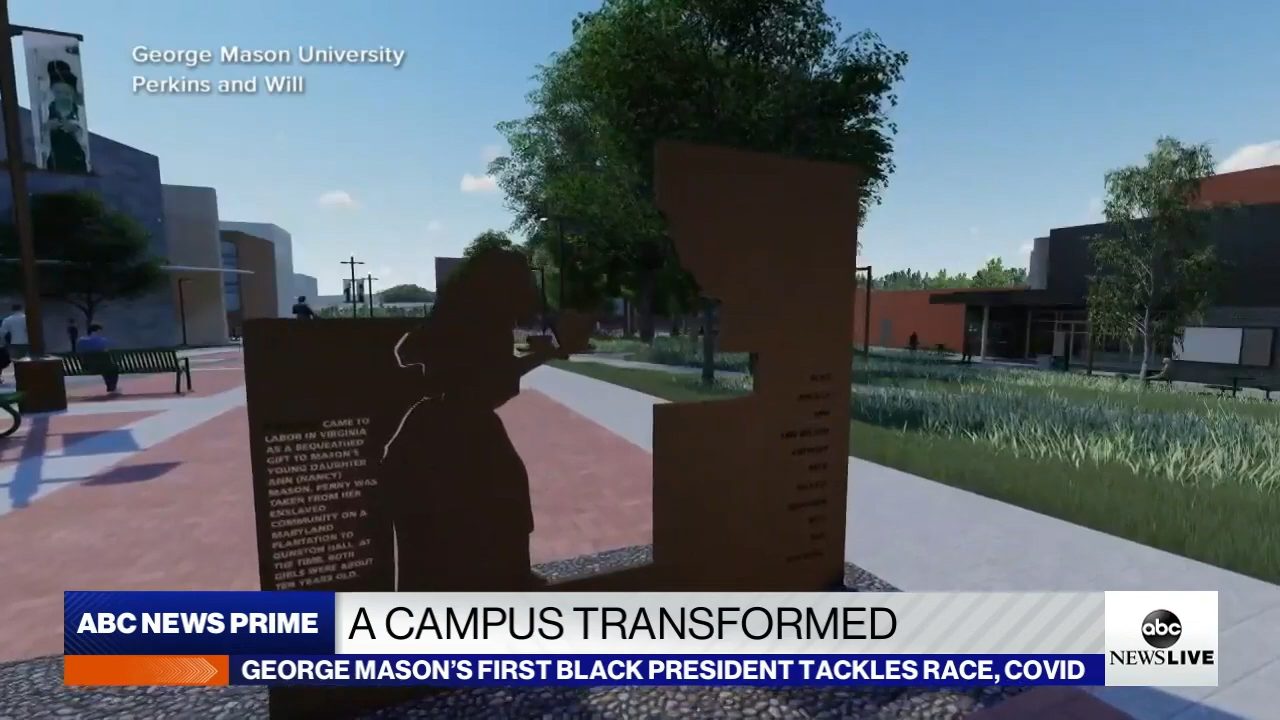 George Mason University
Perkins and Will
CAME TO
LABOR IN VIRGINIA
AS A BEQUEATHED
GIFT TO MASON'S
YOUNG DAUGHTER
ANN (NANCY)
MASON. PENNY WAS
TAKEN FROM HER
ENSLAVED
COMMUNITY ON A
MARYLAND
PLANTATION TO
GUNSTON HALL. AT
THE TIME, BOTH
GIRLS WERE ABOUT
TEN YEARS OLD.
ABC NEWS PRIME
A CAMPUS TRANSFORMED
GEORGE MASON'S FIRST BLACK PRESIDENT TACKLES RACE, COVID
abc
NEWSLIVE